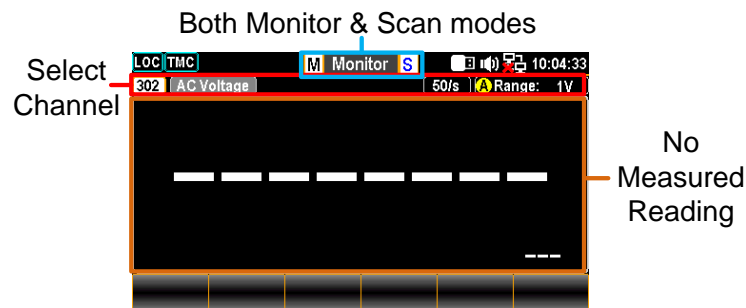 Both Monitor & Scan modes
LOC TMC M Monitor S 10:04:33
Select
Channel
302 AC Voltage 50/s A Range: 1V
No
Measured
Reading